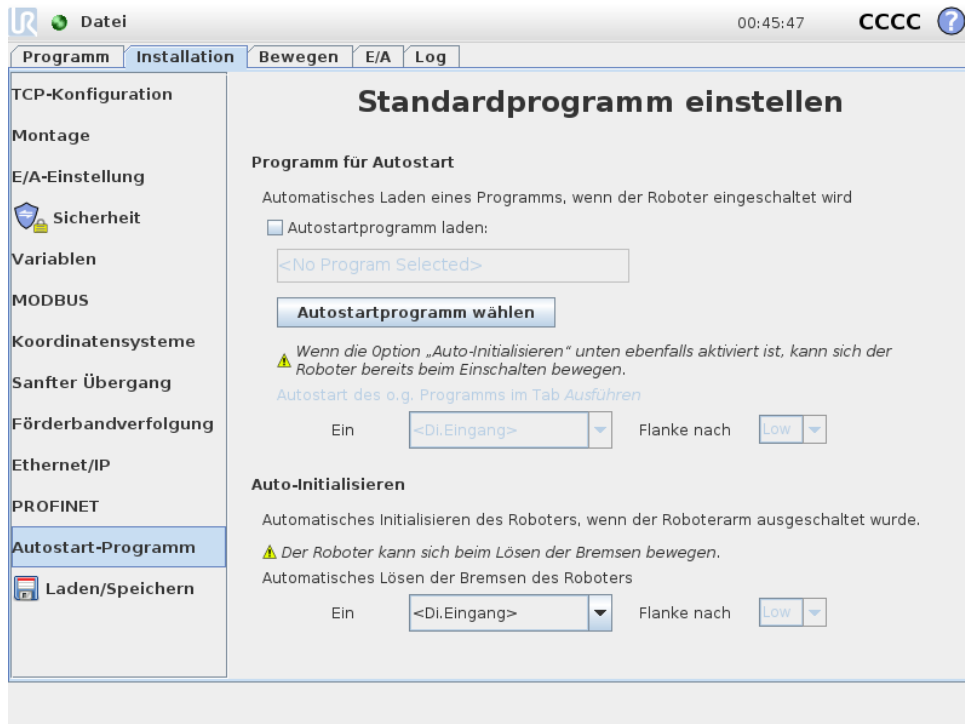 UR Datei 00:45:47 CCCC ?
Programm Installation Bewegen E/A Log
TCP-Konfiguration
Montage
E/A-Einstellung
Sicherheit
Variablen
MODBUS
Koordinatensysteme
Sanfter Übergang
Förderbandverfolgung
Ethernet/IP
PROFINET
Autostart-Programm
Laden/Speichern
Standardprogramm einstellen
Programm für Autostart
Automatisches Laden eines Programms, wenn der Roboter eingeschaltet wird
Autostartprogramm laden:
<No Program Selected>
Autostartprogramm wählen
Wenn die Option „Auto-Initialisieren“ unten ebenfalls aktiviert ist, kann sich der
Roboter bereits beim Einschalten bewegen.
Autostart des o.g. Programms im Tab Ausführen
Ein <Di.Eingang> Flanke nach Low
Auto-Initialisieren
Automatisches Initialisieren des Roboters, wenn der Roboterarm ausgeschaltet wurde.
Der Roboter kann sich beim Lösen der Bremsen bewegen.
Automatisches Lösen der Bremsen des Roboters
Ein <Di.Eingang> Flanke nach Low